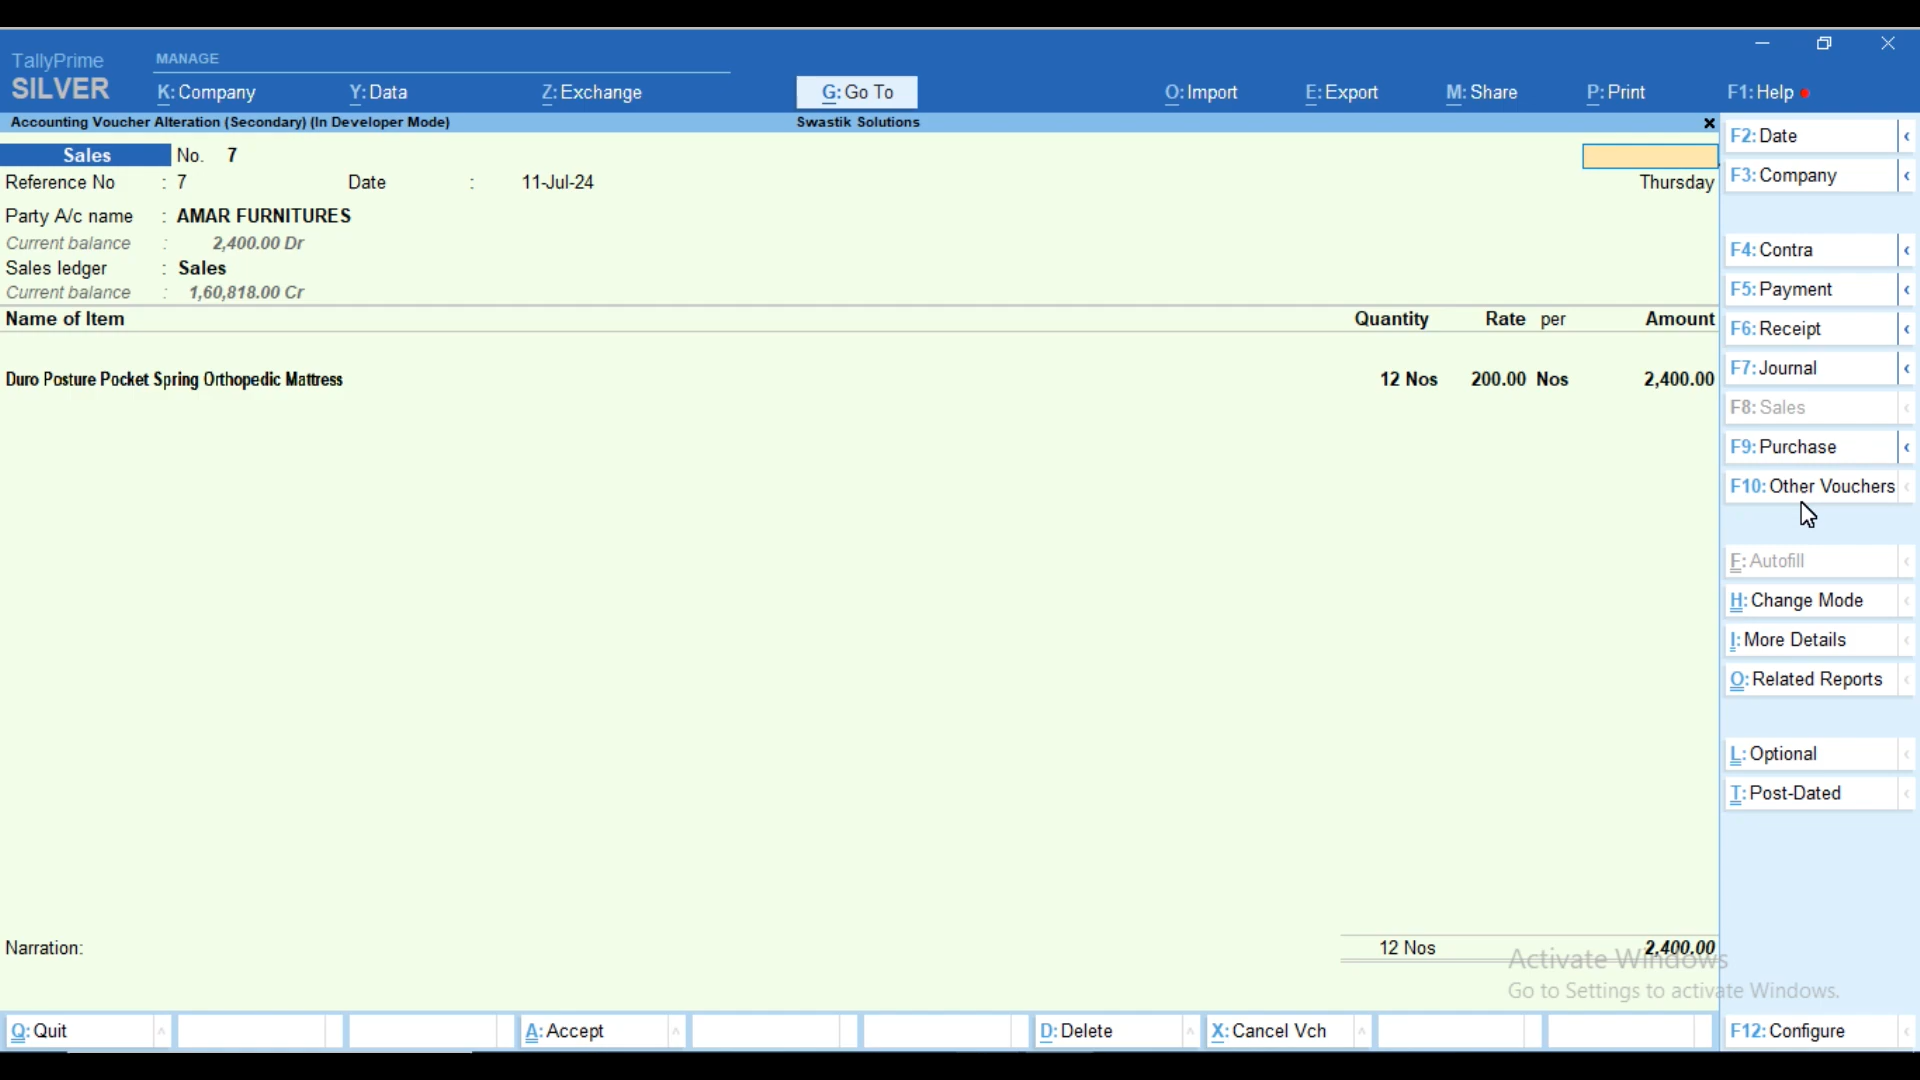 TallyPrime
SILVER
MANAGE
K: Company Y: Data Z: Exchange G: Go To O: Import E: Export M: Share P: Print F1: Help
Accounting Voucher Alteration (Secondary) (In Developer Mode) Swastik Solutions x
Sales No. 7
Reference No : 7 Date : 11-Jul-24 Thursday
Party A/c name : AMAR FURNITURES
Current balance : 2,400.00 Dr
Sales ledger : Sales
Current balance : 1,60,818.00 Cr
Name of Item Quantity Rate per Amount
Duro Posture Pocket Spring Orthopedic Mattress 12 Nos 200.00 Nos 2,400.00
Narration: 12 Nos 2,400.00
Activate Windows
Go to Settings to activate Windows.
Q: Quit A: Accept D: Delete X: Cancel Vch
F2: Date
F3: Company
F4: Contra
F5: Payment
F6: Receipt
F7: Journal
F8: Sales
F9: Purchase
F10: Other Vouchers
F: Autofill
H: Change Mode
I: More Details
O: Related Reports
L: Optional
T: Post-Dated
F12: Configure